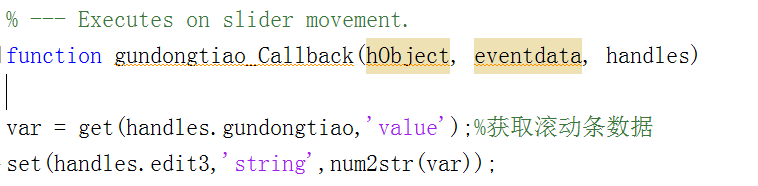 % --- Executes on slider movement.
function gundongtiao_Callback(hObject, eventdata, handles)
var = get(handles.gundongtiao,'value');%获取滚动条数据
set(handles.edit3,'string',num2str(var));